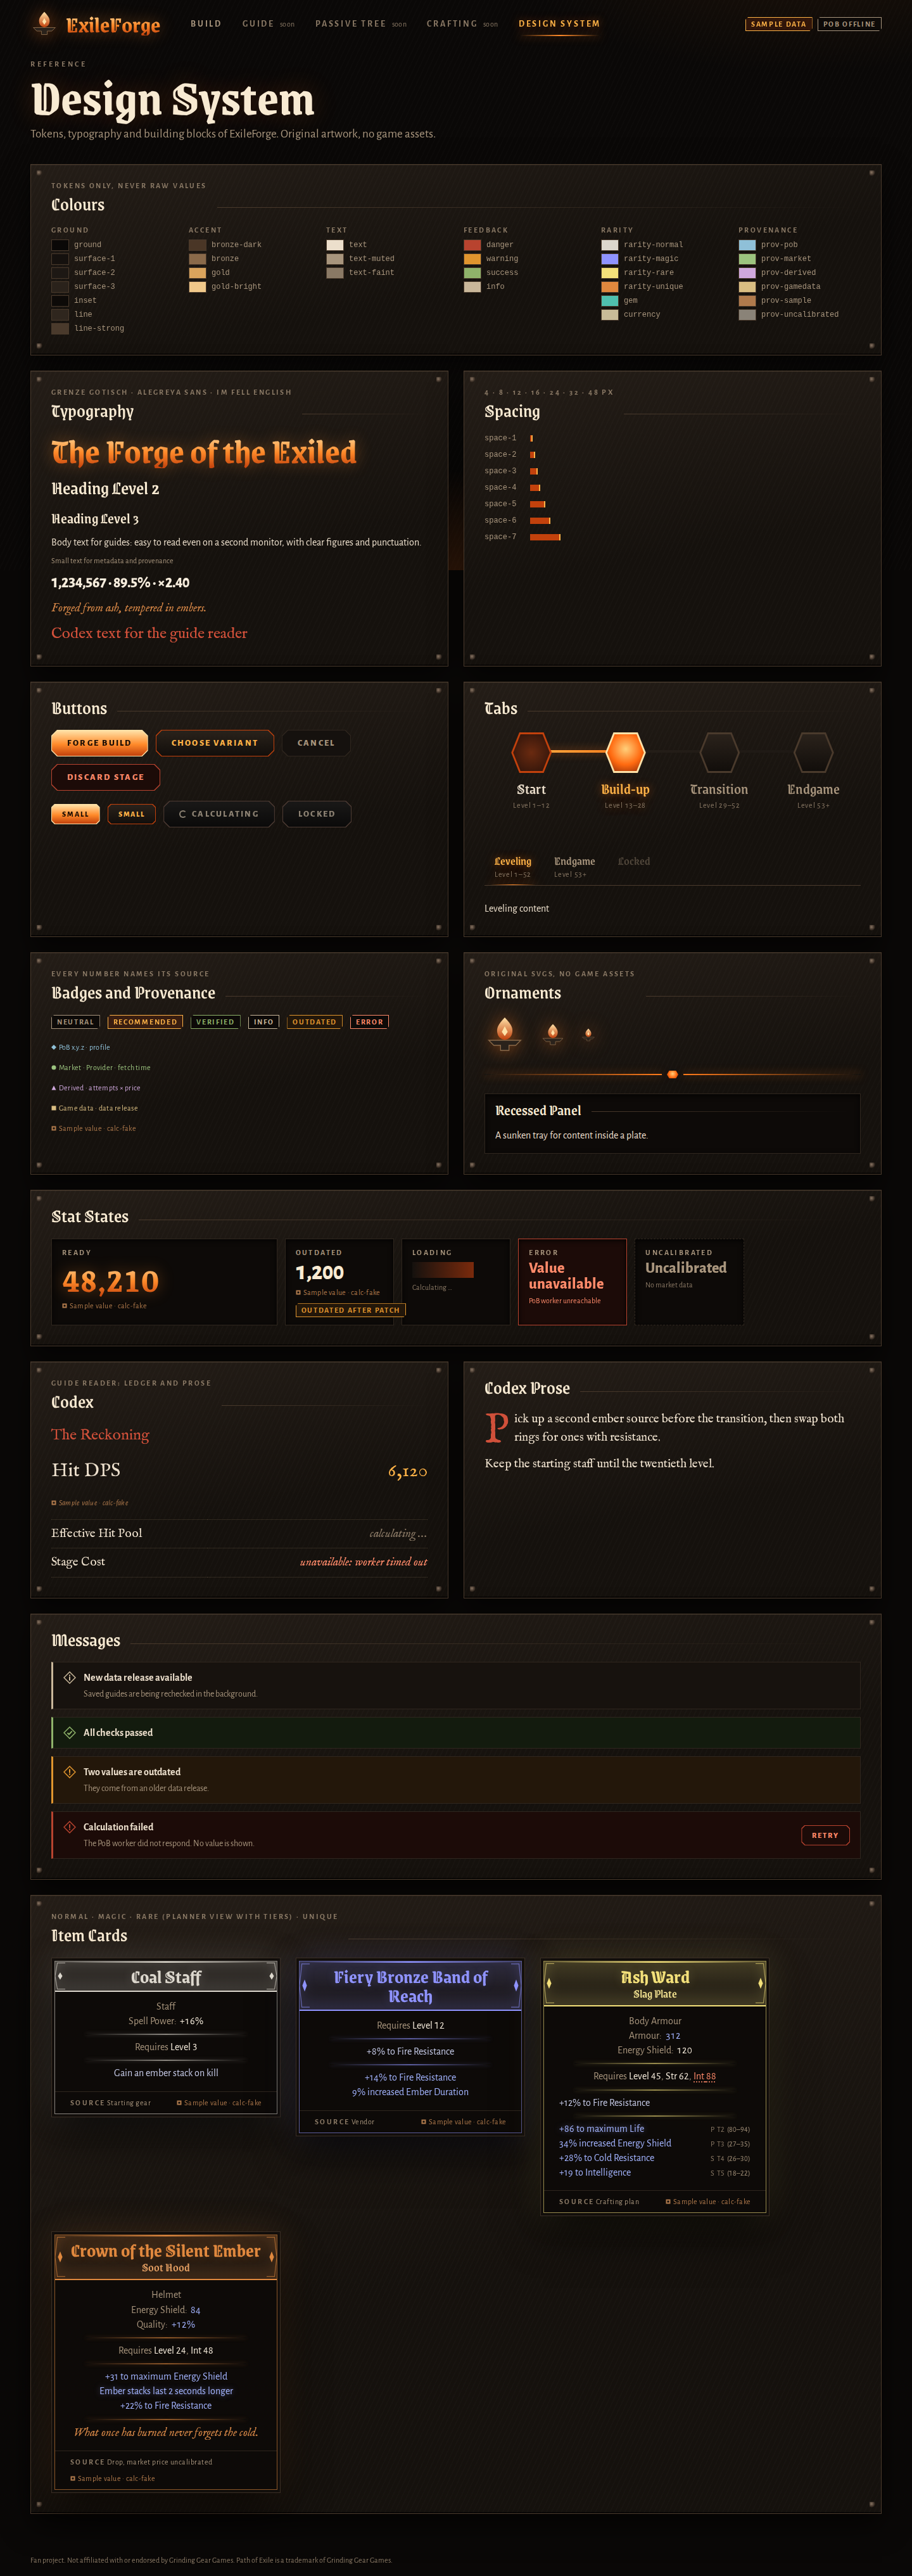 ExileForge
BUILD
GUIDE soon
PASSIVE TREE soon
CRAFTING soon
DESIGN SYSTEM
SAMPLE DATA
POB OFFLINE
REFERENCE
Design System
Tokens, typography and building blocks of ExileForge. Original artwork, no game assets.
TOKENS ONLY, NEVER RAW VALUES
Colours
GROUND
ground
surface-1
surface-2
surface-3
inset
line
line-strong
ACCENT
bronze-dark
bronze
gold
gold-bright
TEXT
text
text-muted
text-faint
FEEDBACK
danger
warning
success
info
RARITY
rarity-normal
rarity-magic
rarity-rare
rarity-unique
gem
currency
PROVENANCE
prov-pob
prov-market
prov-derived
prov-gamedata
prov-sample
prov-uncalibrated
GRENZE GOTISCH · ALEGREYA SANS · IM FELL ENGLISH
Typography
The Forge of the Exiled
Heading Level 2
Heading Level 3
Body text for guides: easy to read even on a second monitor, with clear figures and punctuation.
Small text for metadata and provenance
1,234,567 · 89.5% · ×2.40
Forged from ash, tempered in embers.
Codex text for the guide reader
4 · 8 · 12 · 16 · 24 · 32 · 48 PX
Spacing
space-1
space-2
space-3
space-4
space-5
space-6
space-7
Buttons
FORGE BUILD
CHOOSE VARIANT
CANCEL
DISCARD STAGE
SMALL
SMALL
CALCULATING
LOCKED
Tabs
Start
Level 1–12
Build-up
Level 13–28
Transition
Level 29–52
Endgame
Level 53+
Leveling
Level 1–52
Endgame
Level 53+
Locked
Leveling content
EVERY NUMBER NAMES ITS SOURCE
Badges and Provenance
NEUTRAL
RECOMMENDED
VERIFIED
INFO
OUTDATED
ERROR
PoB x.y.z · profile
Market · Provider · fetch time
Derived · attempts × price
Game data · data release
Sample value · calc-fake
ORIGINAL SVGS, NO GAME ASSETS
Ornaments
Recessed Panel
A sunken tray for content inside a plate.
Stat States
READY
48,210
Sample value · calc-fake
OUTDATED
1,200
Sample value · calc-fake
OUTDATED AFTER PATCH
LOADING
Calculating …
ERROR
Value
unavailable
PoB worker unreachable
UNCALIBRATED
Uncalibrated
No market data
GUIDE READER: LEDGER AND PROSE
Codex
The Reckoning
Hit DPS 6,120
Sample value · calc-fake
Effective Hit Pool calculating …
Stage Cost unavailable: worker timed out
Codex Prose
Pick up a second ember source before the transition, then swap both
rings for ones with resistance.
Keep the starting staff until the twentieth level.
Messages
New data release available
Saved guides are being rechecked in the background.
All checks passed
Two values are outdated
They come from an older data release.
Calculation failed
The PoB worker did not respond. No value is shown.
RETRY
NORMAL · MAGIC · RARE (PLANNER VIEW WITH TIERS) · UNIQUE
Item Cards
Coal Staff
Staff
Spell Power: +16%
Requires Level 3
Gain an ember stack on kill
SOURCE Starting gear
Sample value · calc-fake
Fiery Bronze Band of
Reach
Requires Level 12
+8% to Fire Resistance
+14% to Fire Resistance
9% increased Ember Duration
SOURCE Vendor
Sample value · calc-fake
Ash Ward
Slag Plate
Body Armour
Armour: 312
Energy Shield: 120
Requires Level 45, Str 62, Int 88
+12% to Fire Resistance
+86 to maximum Life P T2 (80–94)
34% increased Energy Shield P T3 (27–35)
+28% to Cold Resistance S T4 (26–30)
+19 to Intelligence S T5 (18–22)
SOURCE Crafting plan
Sample value · calc-fake
Crown of the Silent Ember
Soot Hood
Helmet
Energy Shield: 84
Quality: +12%
Requires Level 24, Int 48
+31 to maximum Energy Shield
Ember stacks last 2 seconds longer
+22% to Fire Resistance
What once has burned never forgets the cold.
SOURCE Drop, market price uncalibrated
Sample value · calc-fake
Fan project. Not affiliated with or endorsed by Grinding Gear Games. Path of Exile is a trademark of Grinding Gear Games.